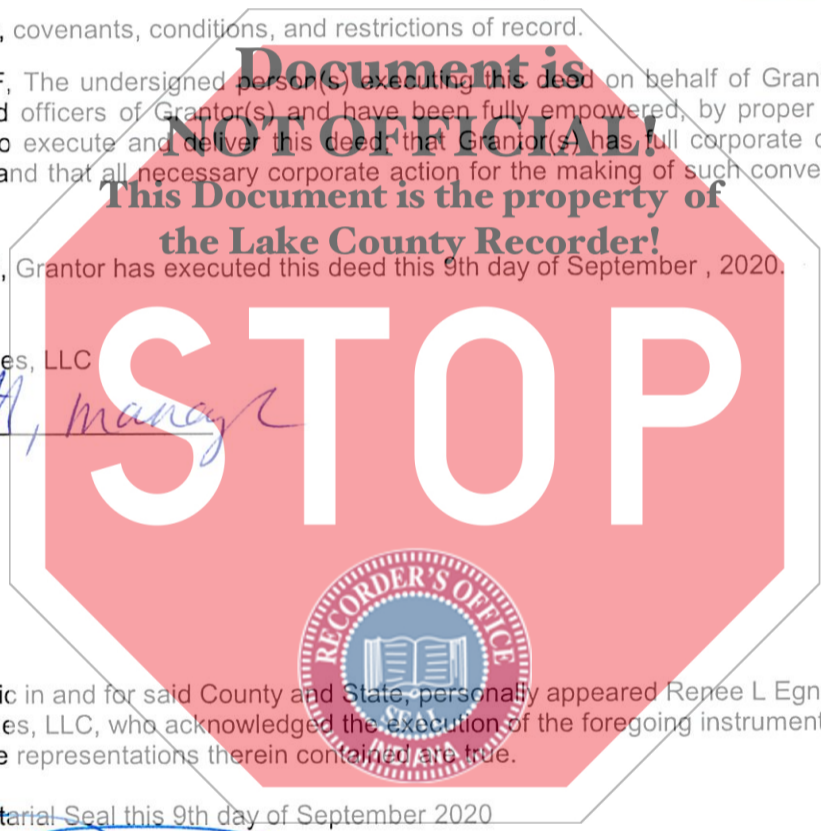 , covenants, conditions, and restrictions of record.
Document is
F, The undersigned person(s) executing this deed on behalf of Gran
d officers of Grantor(s) and have been fully empowered, by proper
NOT OFFICIAL!
o execute and deliver this deed; that Grantor(s) has full corporate c
and that all necessary corporate action for the making of such conve
This Document is the property of
the Lake County Recorder!
, Grantor has executed this deed this 9th day of September , 2020.
STOP
es, LLC
, manager
RECORDER'S OFFICE
INDIANA
ic in and for said County and State, personally appeared Renee L Egn
es, LLC, who acknowledged the execution of the foregoing instrument
e representations therein contained are true.
tarial Seal this 9th day of September 2020